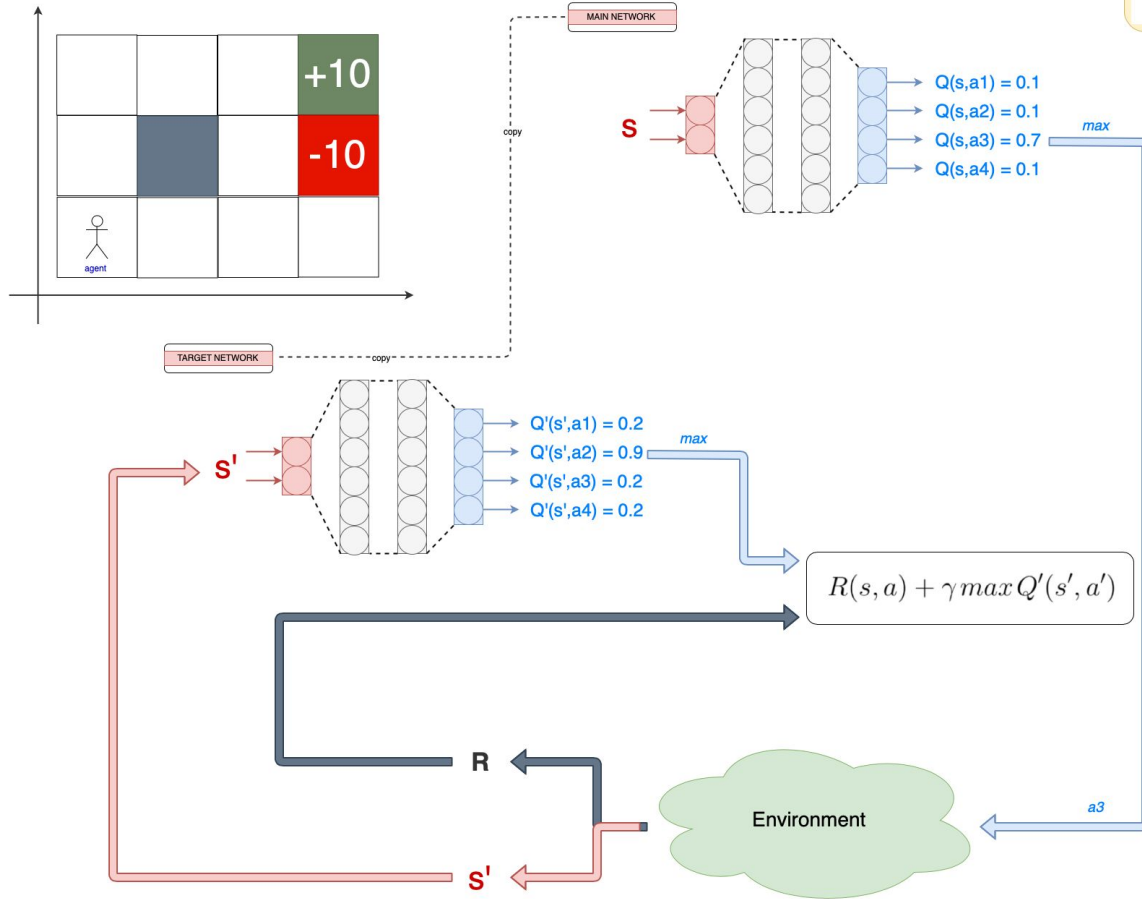 MAIN NETWORK
+10
-10
agent
copy
S
Q(s,a1) = 0.1
Q(s,a2) = 0.1
Q(s,a3) = 0.7
Q(s,a4) = 0.1
max
TARGET NETWORK
copy
S'
Q'(s',a1) = 0.2
Q'(s',a2) = 0.9
Q'(s',a3) = 0.2
Q'(s',a4) = 0.2
max
R(s, a) + γ max Q′(s′, a′)
R
Environment
a3
S'